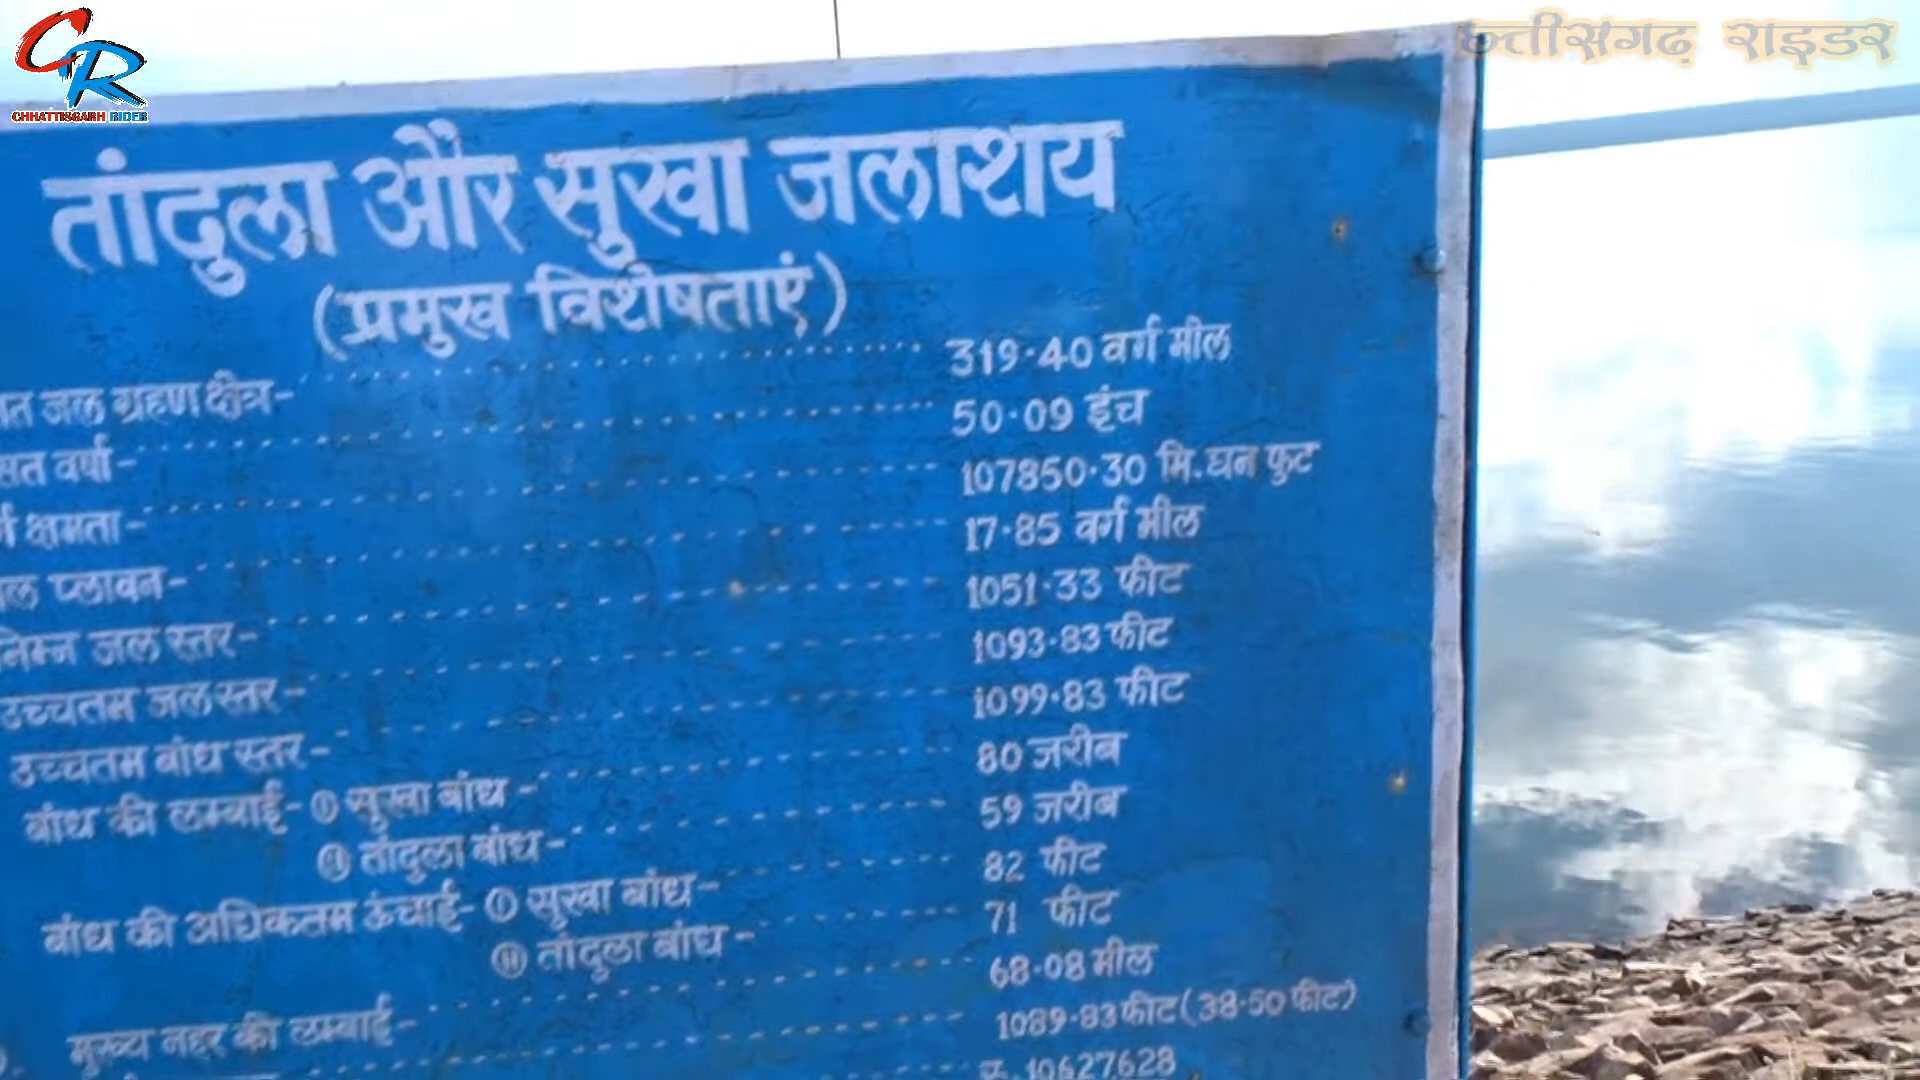 CR
CHHATTISGARH RIDER
छत्तीसगढ़ राइडर
तांदुला और सुखा जलाशय
(प्रमुख विशेषताएं)
जल ग्रहण क्षेत्र- 319.40 वर्ग मील
वर्षा- 50.09 इंच
क्षमता- 107850.30 मि.घन फुट
प्लावन- 17.85 वर्ग मील
निम्न जल स्तर- 1051.33 फीट
उच्चतम जल स्तर- 1093.83 फीट
उच्चतम बांध स्तर- 1099.83 फीट
बांध की लम्बाई- (I) सुखा बांध- 80 जरीब
(II) तांदुला बांध- 59 जरीब
बांध की अधिकतम ऊंचाई- (I) सुखा बांध- 82 फीट
(II) तांदुला बांध- 71 फीट
मुख्य नहर की लम्बाई- 68.08 मील
1089.83 फीट (38.50 फीट)
रु. 10627628